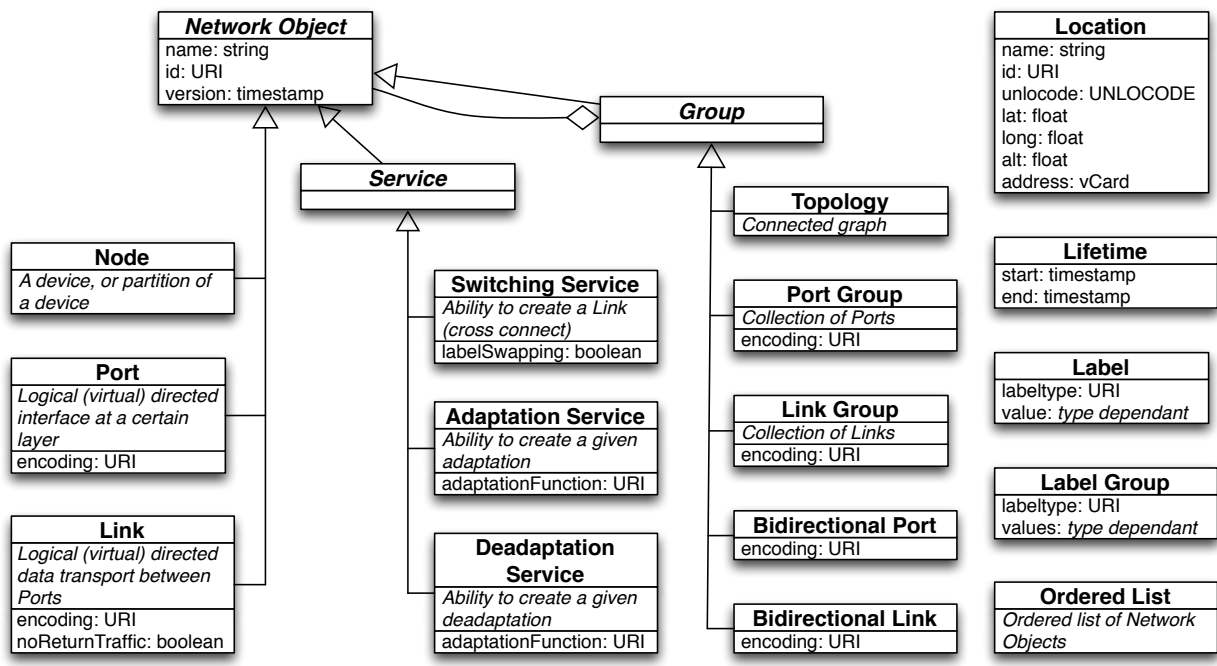 Network Object
name: string
id: URI
version: timestamp
Group
Service
Node
A device, or partition of
a device
Port
Logical (virtual) directed
interface at a certain
layer
encoding: URI
Link
Logical (virtual) directed
data transport between
Ports
encoding: URI
noReturnTraffic: boolean
Switching Service
Ability to create a Link
(cross connect)
labelSwapping: boolean
Adaptation Service
Ability to create a given
adaptation
adaptationFunction: URI
Deadaptation
Service
Ability to create a given
deadaptation
adaptationFunction: URI
Topology
Connected graph
Port Group
Collection of Ports
encoding: URI
Link Group
Collection of Links
encoding: URI
Bidirectional Port
encoding: URI
Bidirectional Link
encoding: URI
Location
name: string
id: URI
unlocode: UNLOCODE
lat: float
long: float
alt: float
address: vCard
Lifetime
start: timestamp
end: timestamp
Label
labeltype: URI
value: type dependant
Label Group
labeltype: URI
values: type dependant
Ordered List
Ordered list of Network
Objects